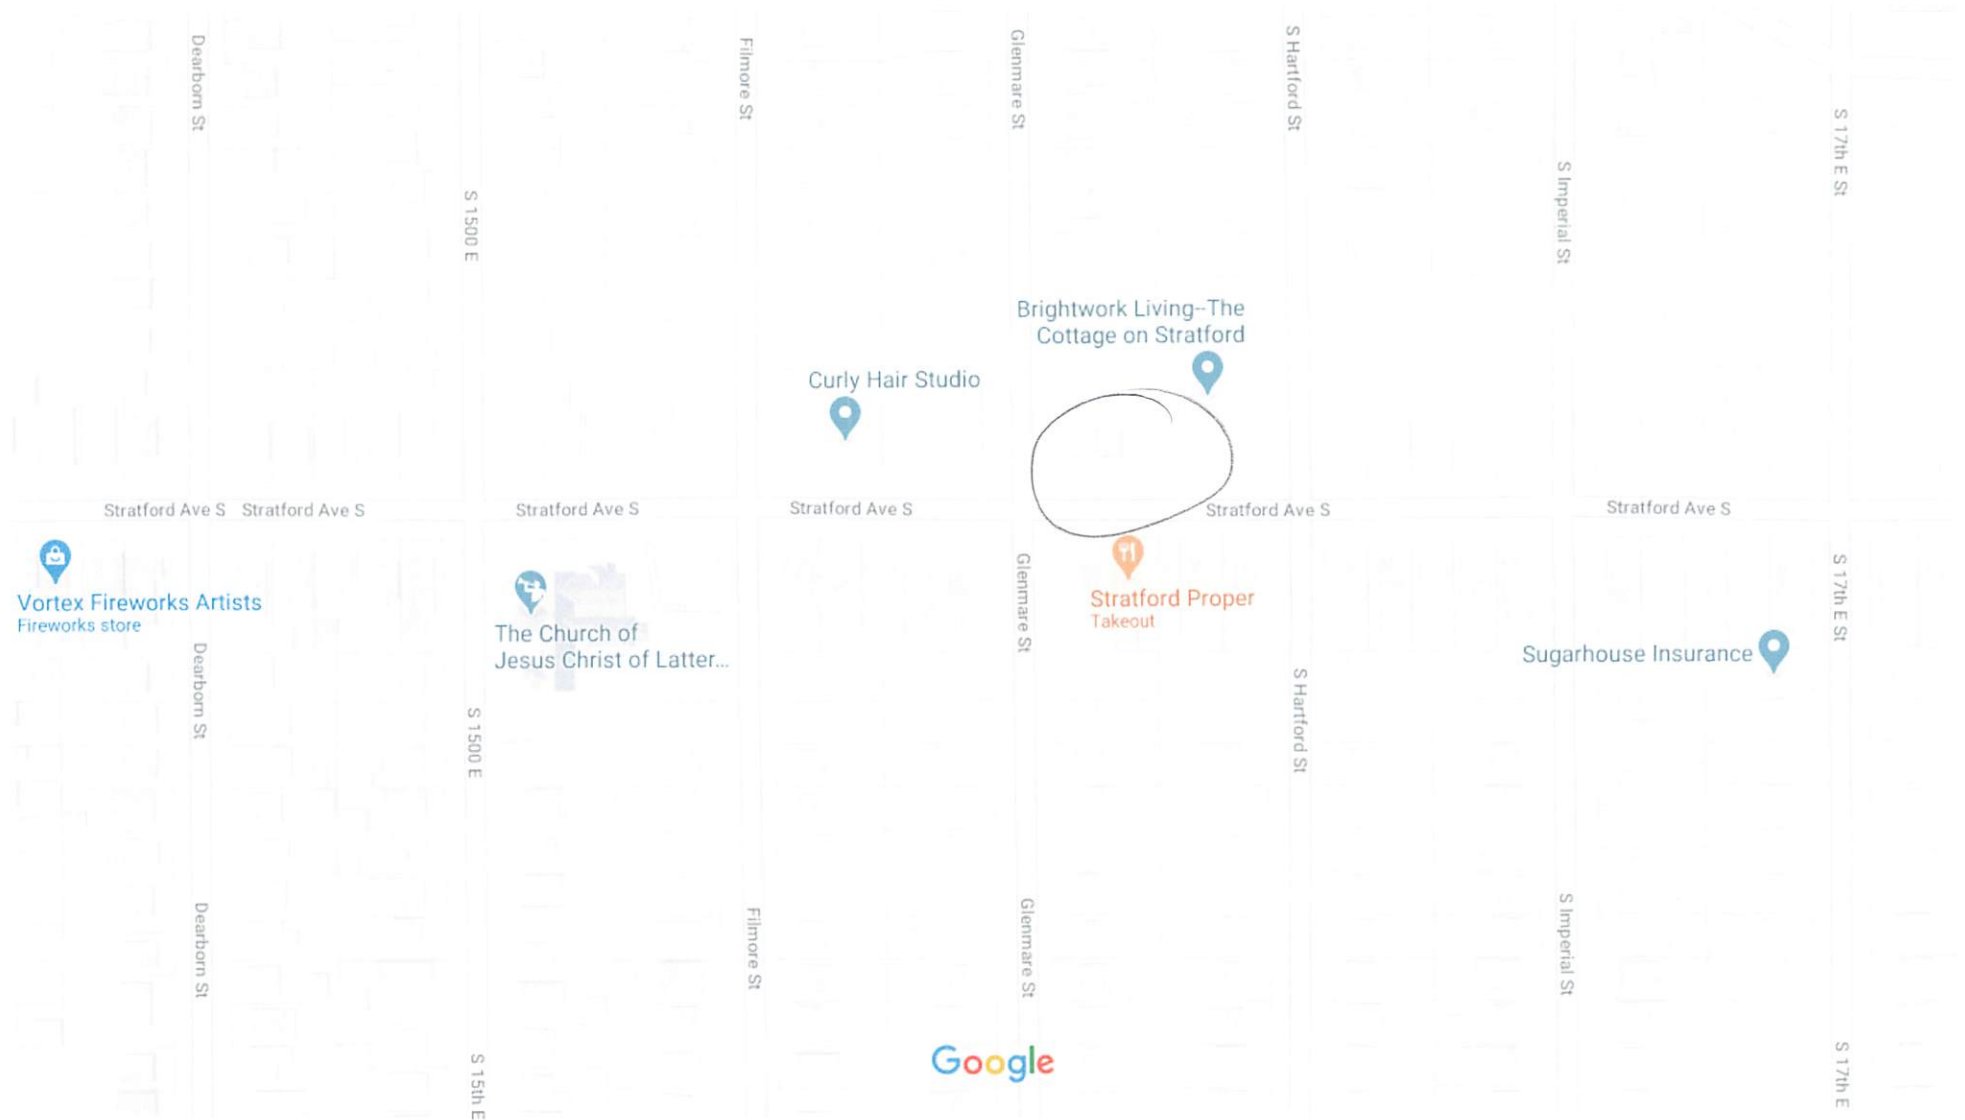 Dearborn St
Filmore St
Glenmare St
S Hartford St
S 17th E St
S Imperial St
S 1500 E
Brightwork Living--The
Cottage on Stratford
Curly Hair Studio
Stratford Ave S
Stratford Ave S
Stratford Ave S
Stratford Ave S
Stratford Ave S
Stratford Ave S
Vortex Fireworks Artists
Fireworks store
The Church of
Jesus Christ of Latter...
Glenmare St
Stratford Proper
Takeout
S 17th E St
Sugarhouse Insurance
Dearborn St
S Hartford St
S 1500 E
Dearborn St
Filmore St
Glenmare St
S Imperial St
Google
S 15th E
S 17th E